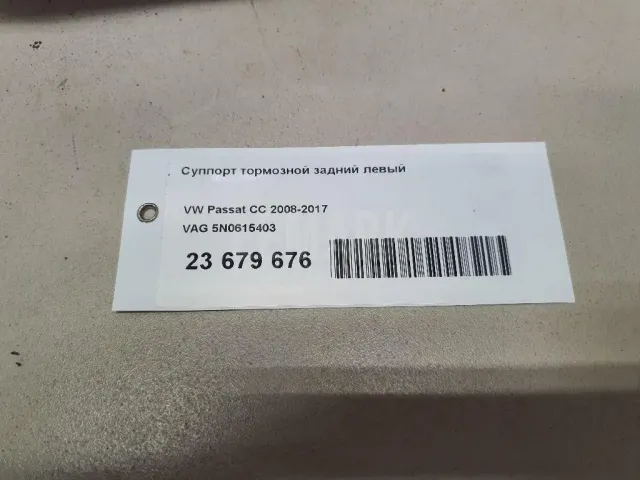 Суппорт тормозной задний левый
VW Passat CC 2008-2017
VAG 5N0615403
23 679 676